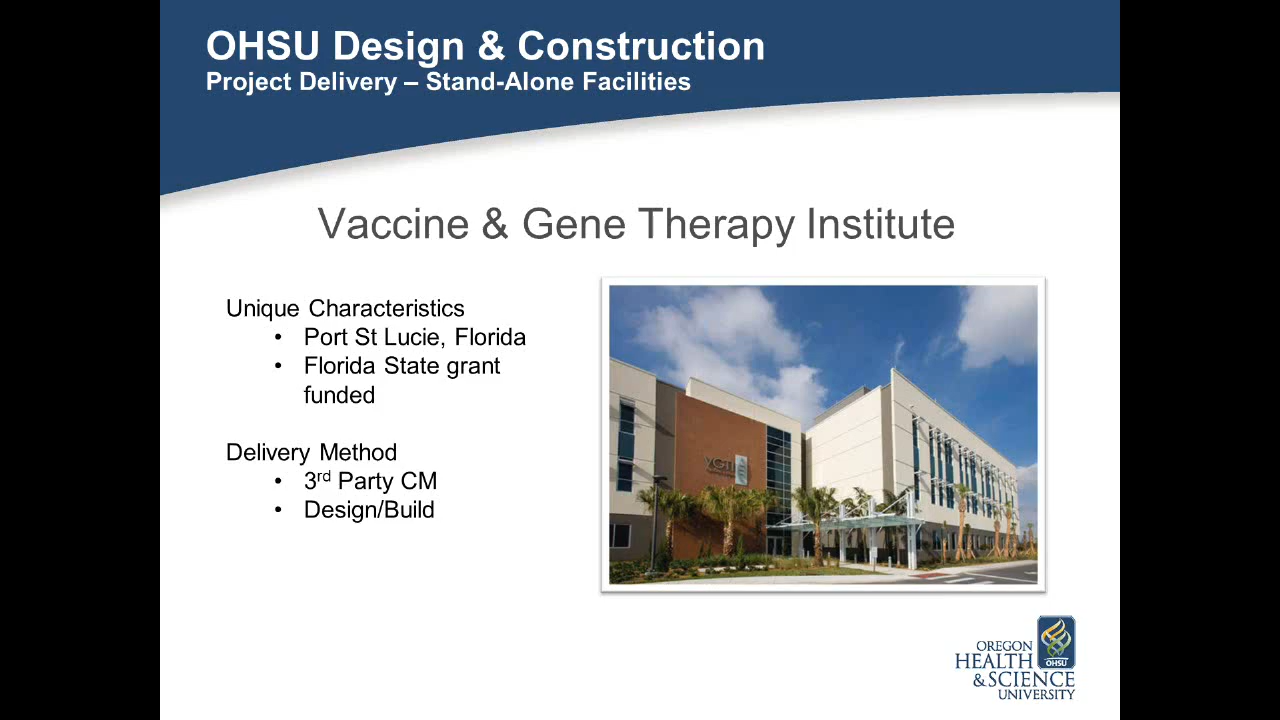 OHSU Design & Construction
Project Delivery – Stand-Alone Facilities
Vaccine & Gene Therapy Institute
Unique Characteristics
• Port St Lucie, Florida
• Florida State grant
funded
Delivery Method
• 3rd Party CM
• Design/Build
VGTI
OREGON
HEALTH
& SCIENCE
UNIVERSITY
OHSU